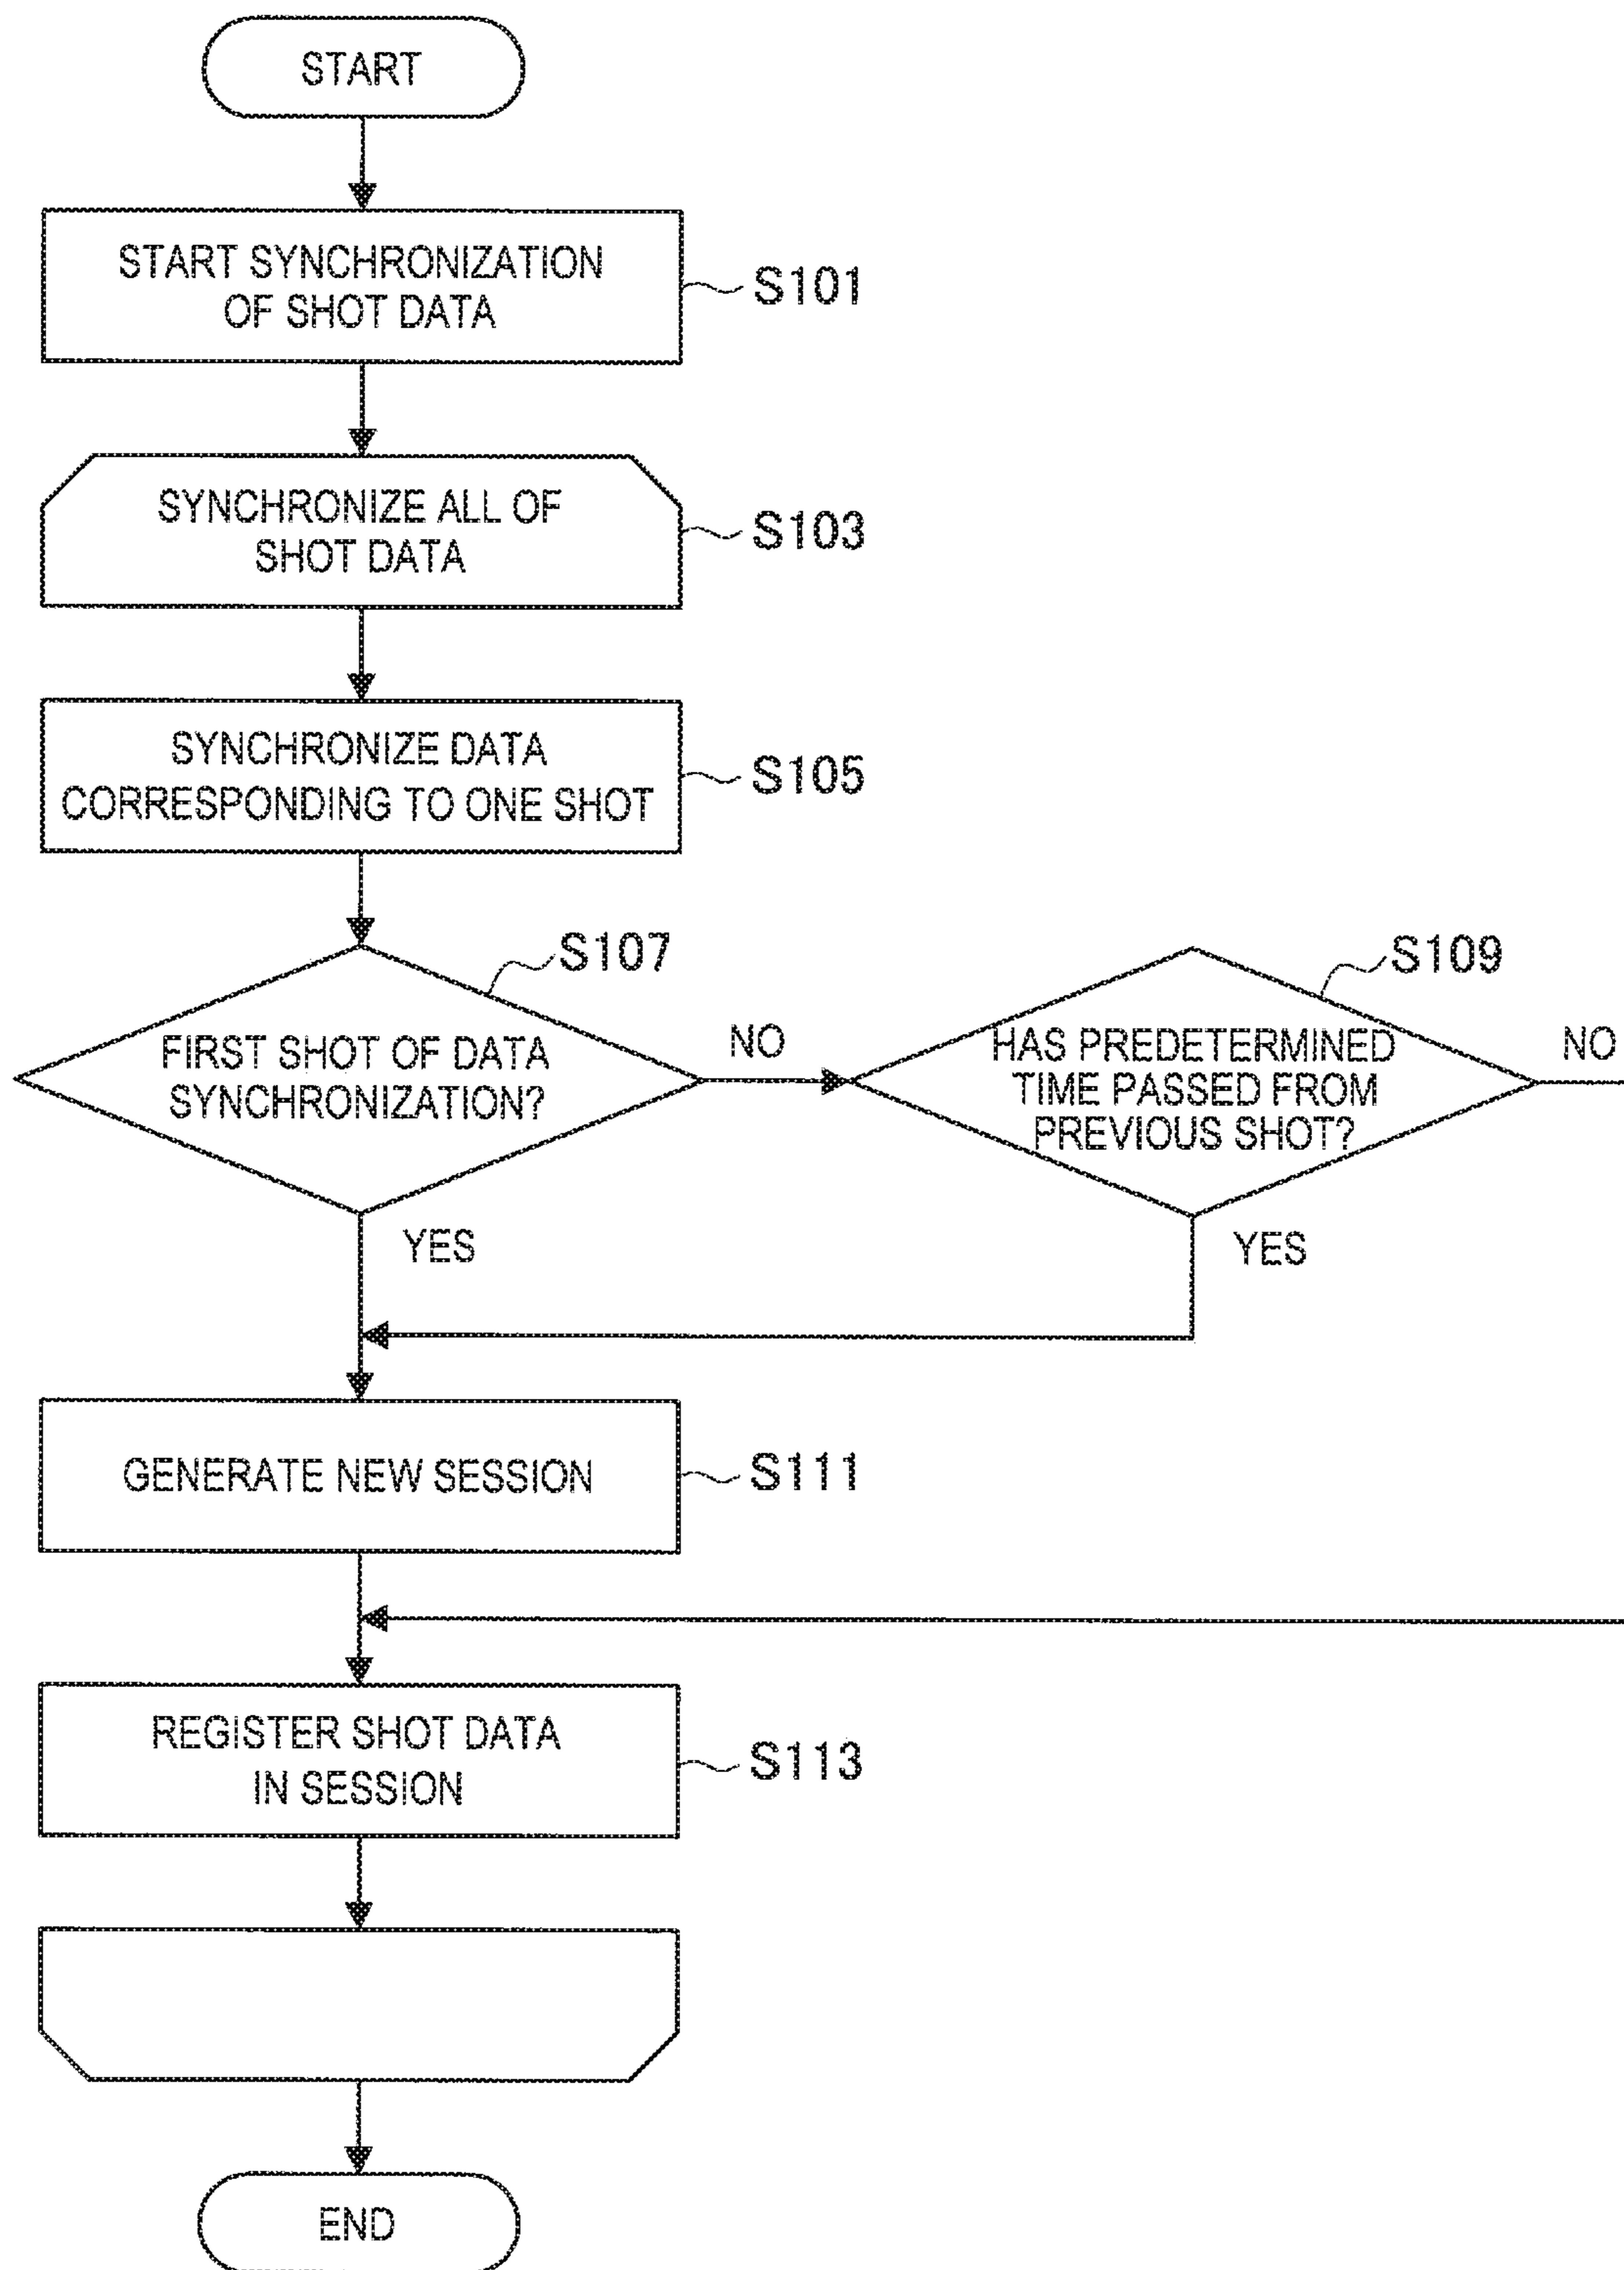 START
START SYNCHRONIZATION
OF SHOT DATA
S101
SYNCHRONIZE ALL OF
SHOT DATA
S103
SYNCHRONIZE DATA
CORRESPONDING TO ONE SHOT
S105
S107
FIRST SHOT OF DATA
SYNCHRONIZATION?
NO
YES
S109
HAS PREDETERMINED
TIME PASSED FROM
PREVIOUS SHOT?
NO
YES
GENERATE NEW SESSION
S111
REGISTER SHOT DATA
IN SESSION
S113
END